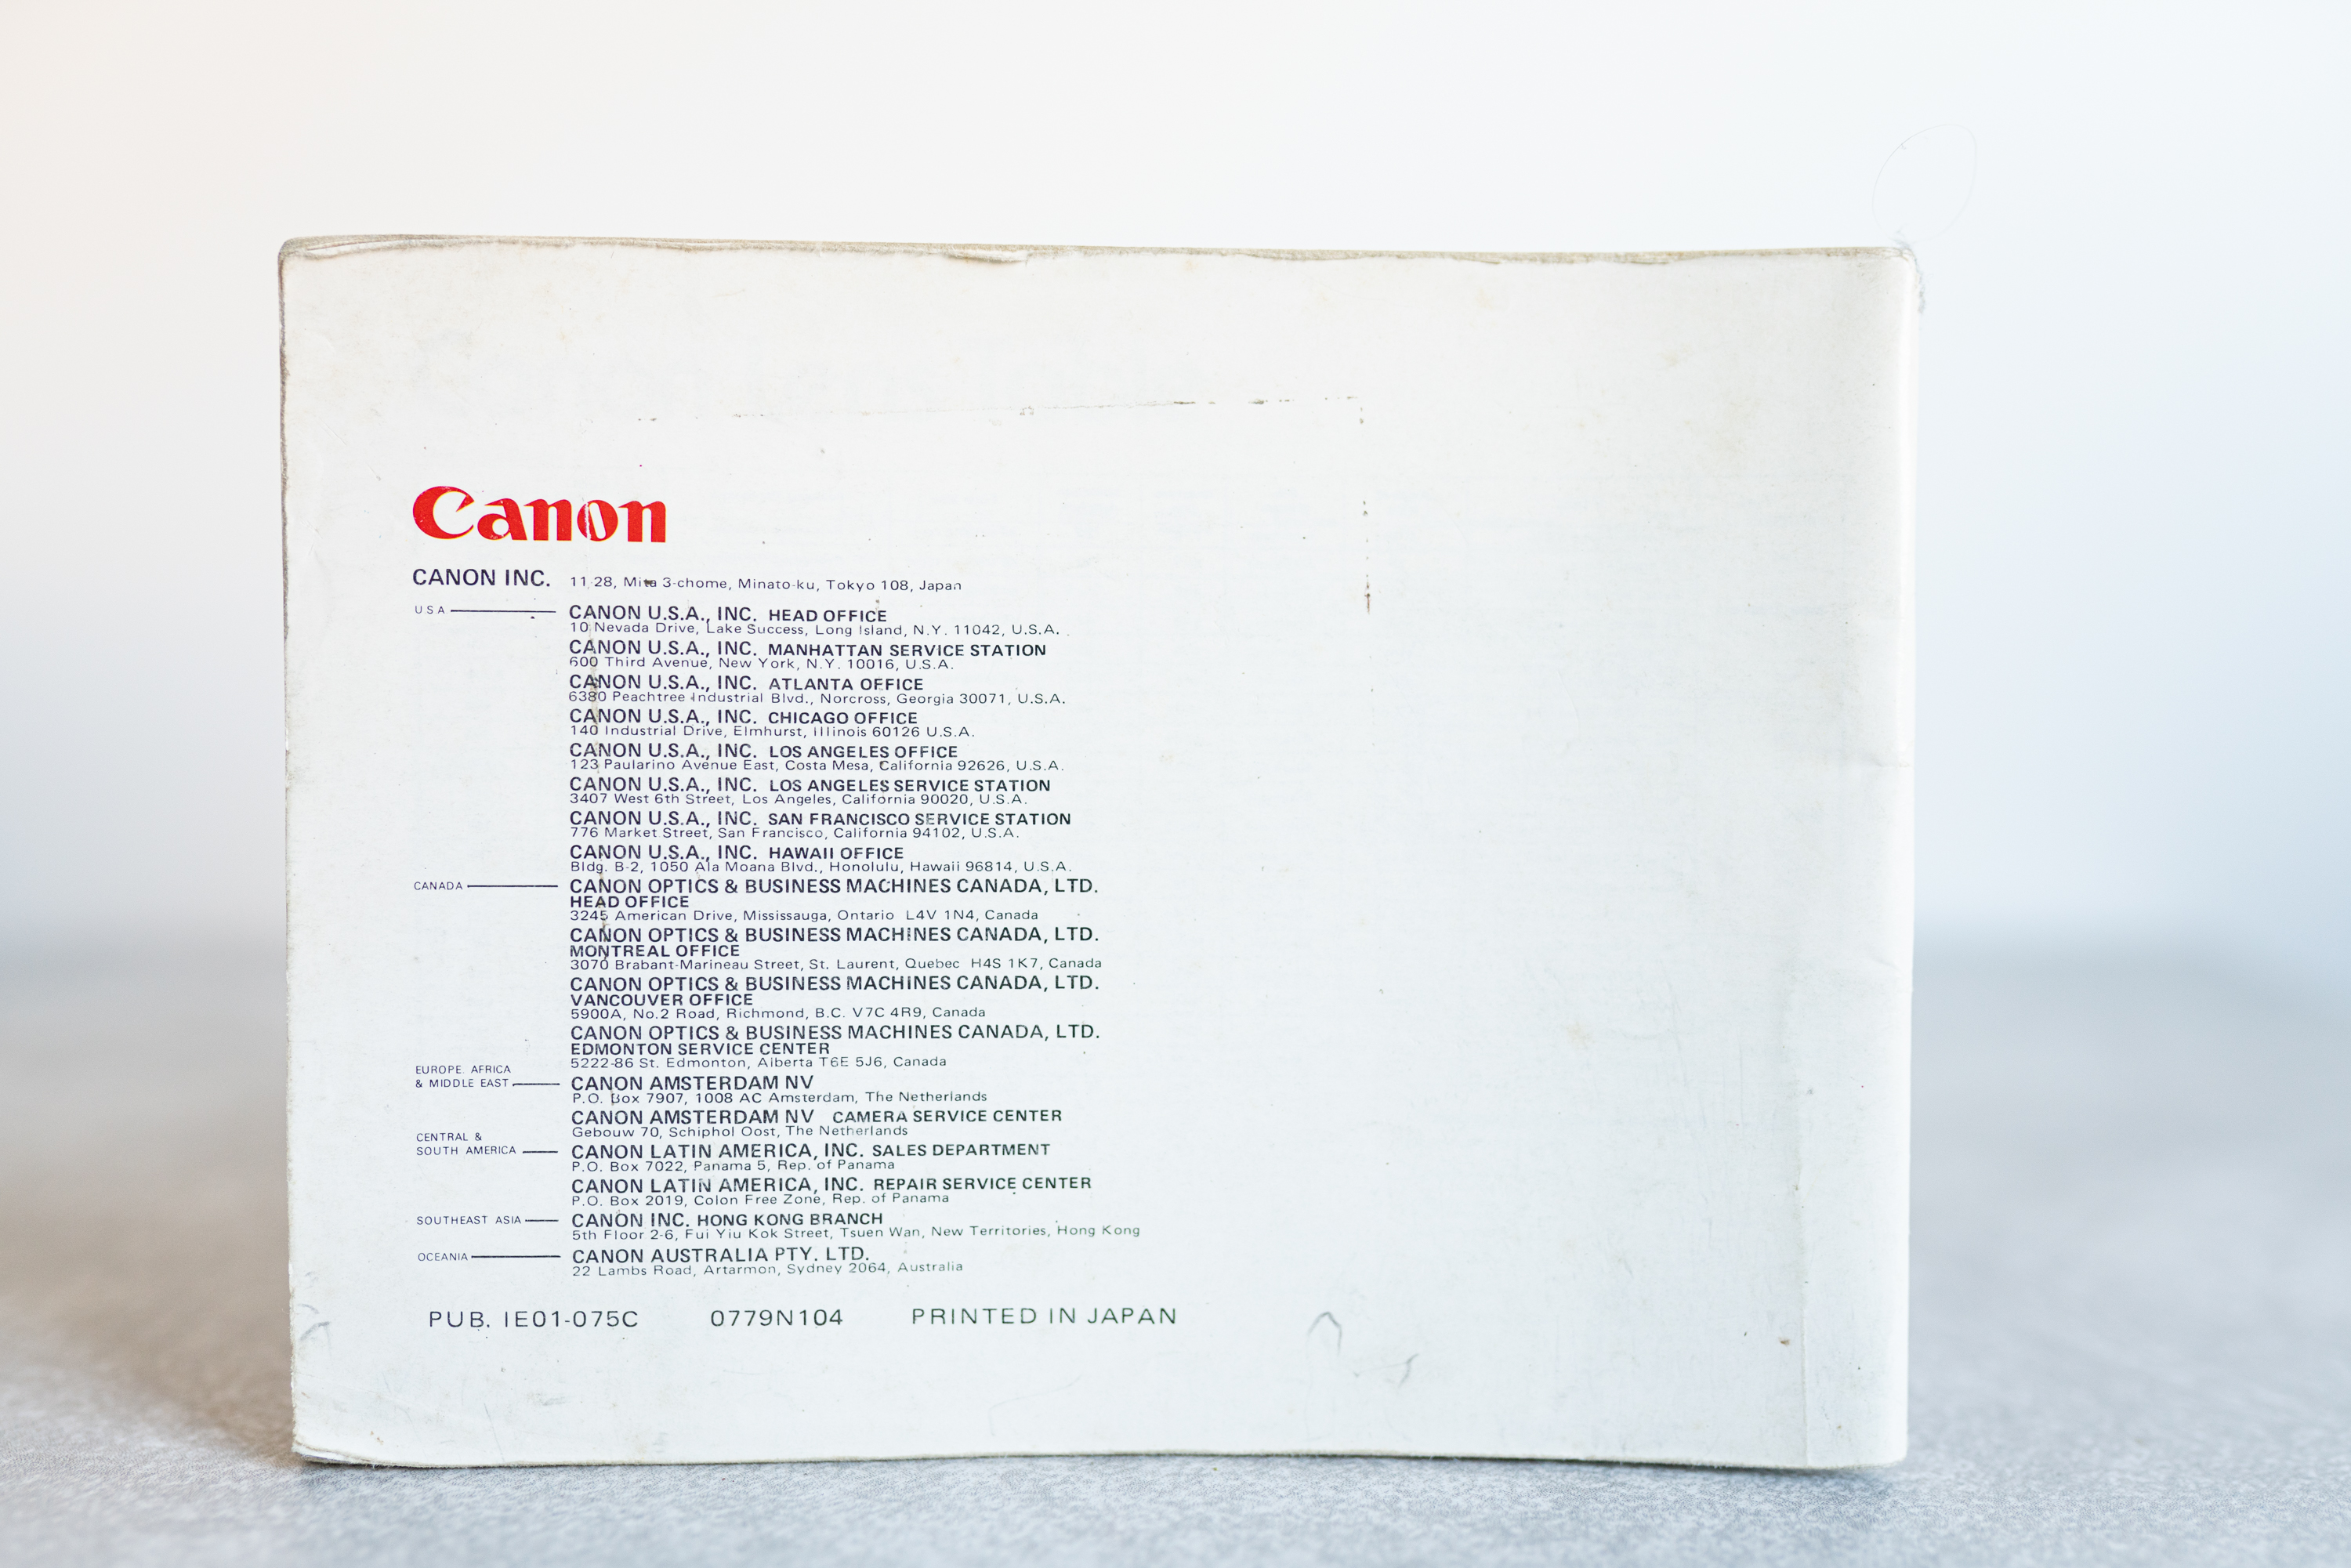 Canon
CANON INC. 11-28, Mita 3-chome, Minato-ku, Tokyo 108, Japan
USA CANON U.S.A., INC. HEAD OFFICE
10 Nevada Drive, Lake Success, Long Island, N.Y. 11042, U.S.A.
CANON U.S.A., INC. MANHATTAN SERVICE STATION
600 Third Avenue, New York, N.Y. 10016, U.S.A.
CANON U.S.A., INC. ATLANTA OFFICE
6380 Peachtree Industrial Blvd., Norcross, Georgia 30071, U.S.A.
CANON U.S.A., INC. CHICAGO OFFICE
140 Industrial Drive, Elmhurst, Illinois 60126 U.S.A.
CANON U.S.A., INC. LOS ANGELES OFFICE
123 Paularino Avenue East, Costa Mesa, California 92626, U.S.A.
CANON U.S.A., INC. LOS ANGELES SERVICE STATION
3407 West 6th Street, Los Angeles, California 90020, U.S.A.
CANON U.S.A., INC. SAN FRANCISCO SERVICE STATION
776 Market Street, San Francisco, California 94102, U.S.A.
CANON U.S.A., INC. HAWAII OFFICE
Bldg. B-2, 1050 Ala Moana Blvd., Honolulu, Hawaii 96814, U.S.A.
CANADA CANON OPTICS & BUSINESS MACHINES CANADA, LTD.
HEAD OFFICE
3245 American Drive, Mississauga, Ontario L4V 1N4, Canada
CANON OPTICS & BUSINESS MACHINES CANADA, LTD.
MONTREAL OFFICE
3070 Brabant-Marineau Street, St. Laurent, Quebec H4S 1K7, Canada
CANON OPTICS & BUSINESS MACHINES CANADA, LTD.
VANCOUVER OFFICE
5900A, No.2 Road, Richmond, B.C. V7C 4R9, Canada
CANON OPTICS & BUSINESS MACHINES CANADA, LTD.
EDMONTON SERVICE CENTER
5222-86 St. Edmonton, Alberta T6E 5J6, Canada
EUROPE. AFRICA
& MIDDLE EAST CANON AMSTERDAM NV
P.O. Box 7907, 1008 AC Amsterdam, The Netherlands
CANON AMSTERDAM NV CAMERA SERVICE CENTER
Gebouw 70, Schiphol Oost, The Netherlands
CENTRAL &
SOUTH AMERICA CANON LATIN AMERICA, INC. SALES DEPARTMENT
P.O. Box 7022, Panama 5, Rep. of Panama
CANON LATIN AMERICA, INC. REPAIR SERVICE CENTER
P.O. Box 2019, Colon Free Zone, Rep. of Panama
SOUTHEAST ASIA CANON INC. HONG KONG BRANCH
5th Floor 2-6, Fui Yiu Kok Street, Tsuen Wan, New Territories, Hong Kong
OCEANIA CANON AUSTRALIA PTY. LTD.
22 Lambs Road, Artarmon, Sydney 2064, Australia
PUB. IE01-075C 0779N104 PRINTED IN JAPAN